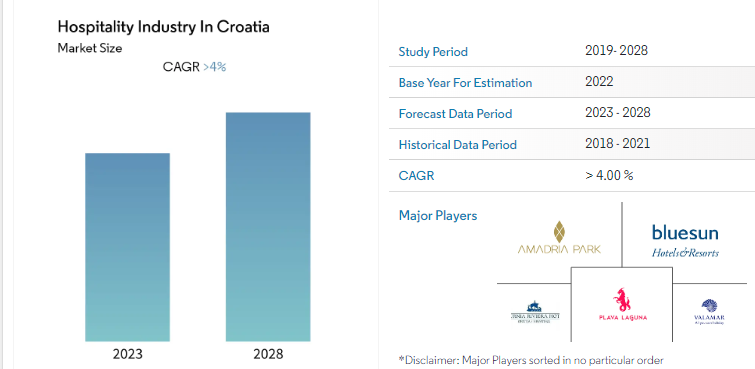 Hospitality Industry In Croatia
Market Size
CAGR >4%
2023
2028
Study Period 2019- 2028
Base Year For Estimation 2022
Forecast Data Period 2023 - 2028
Historical Data Period 2018 - 2021
CAGR > 4.00 %
Major Players
AMADRIA PARK
bluesun
Hotels&Resorts
PLAVA LAGUNA
VALAMAR
*Disclaimer: Major Players sorted in no particular order